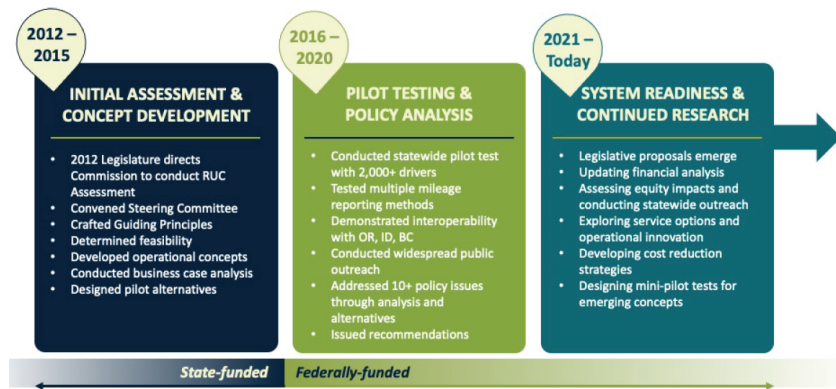 2012 –
2015
INITIAL ASSESSMENT &
CONCEPT DEVELOPMENT
• 2012 Legislature directs
Commission to conduct RUC
Assessment
• Convened Steering Committee
• Crafted Guiding Principles
• Determined feasibility
• Developed operational concepts
• Conducted business case analysis
• Designed pilot alternatives
2016 –
2020
PILOT TESTING &
POLICY ANALYSIS
• Conducted statewide pilot test
with 2,000+ drivers
• Tested multiple mileage
reporting methods
• Demonstrated interoperability
with OR, ID, BC
• Conducted widespread public
outreach
• Addressed 10+ policy issues
through analysis and
alternatives
• Issued recommendations
2021 –
Today
SYSTEM READINESS &
CONTINUED RESEARCH
• Legislative proposals emerge
• Updating financial analysis
• Assessing equity impacts and
conducting statewide outreach
• Exploring service options and
operational innovation
• Developing cost reduction
strategies
• Designing mini-pilot tests for
emerging concepts
State-funded
Federally-funded